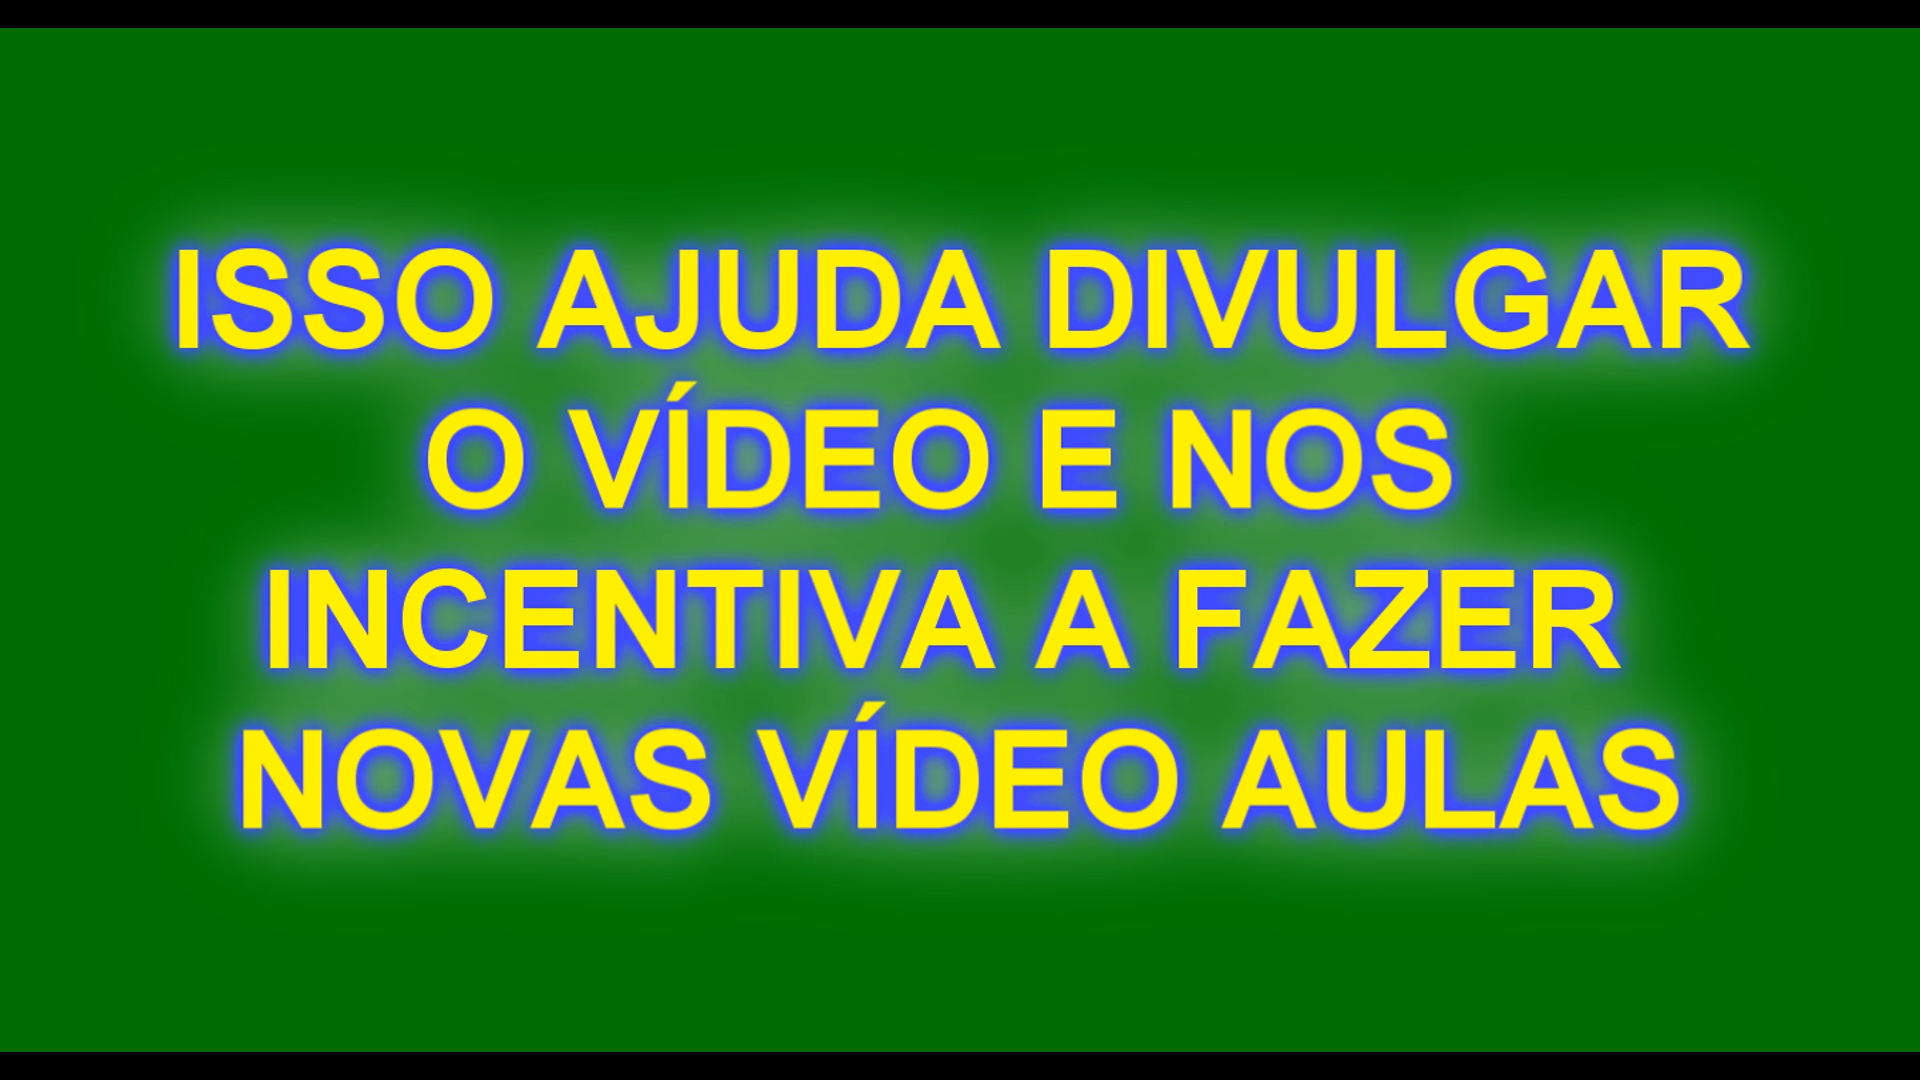 ISSO AJUDA DIVULGAR
O VÍDEO E NOS
INCENTIVA A FAZER
NOVAS VÍDEO AULAS